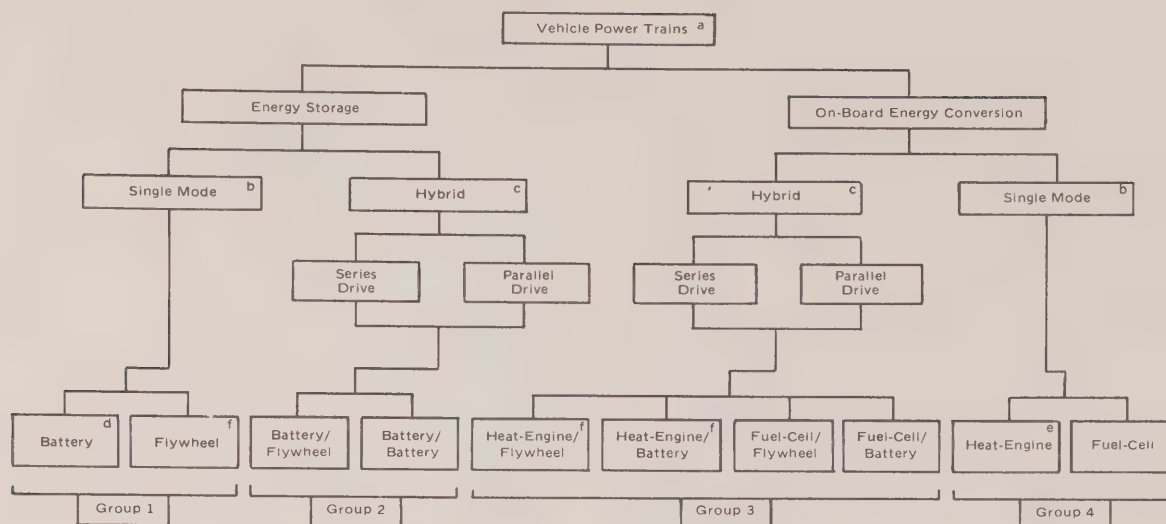 Vehicle Power Trains a
Energy Storage
On-Board Energy Conversion
Single Mode b
Hybrid c
Hybrid c
Single Mode b
Series
Drive
Parallel
Drive
Series
Drive
Parallel
Drive
Battery d
Flywheel f
Battery/
Flywheel
Battery/
Battery
Heat-Engine/ f
Flywheel
Heat-Engine/ f
Battery
Fuel-Cell/
Flywheel
Fuel-Cell/
Battery
Heat-Engine e
Fuel-Cell
Group 1
Group 2
Group 3
Group 4